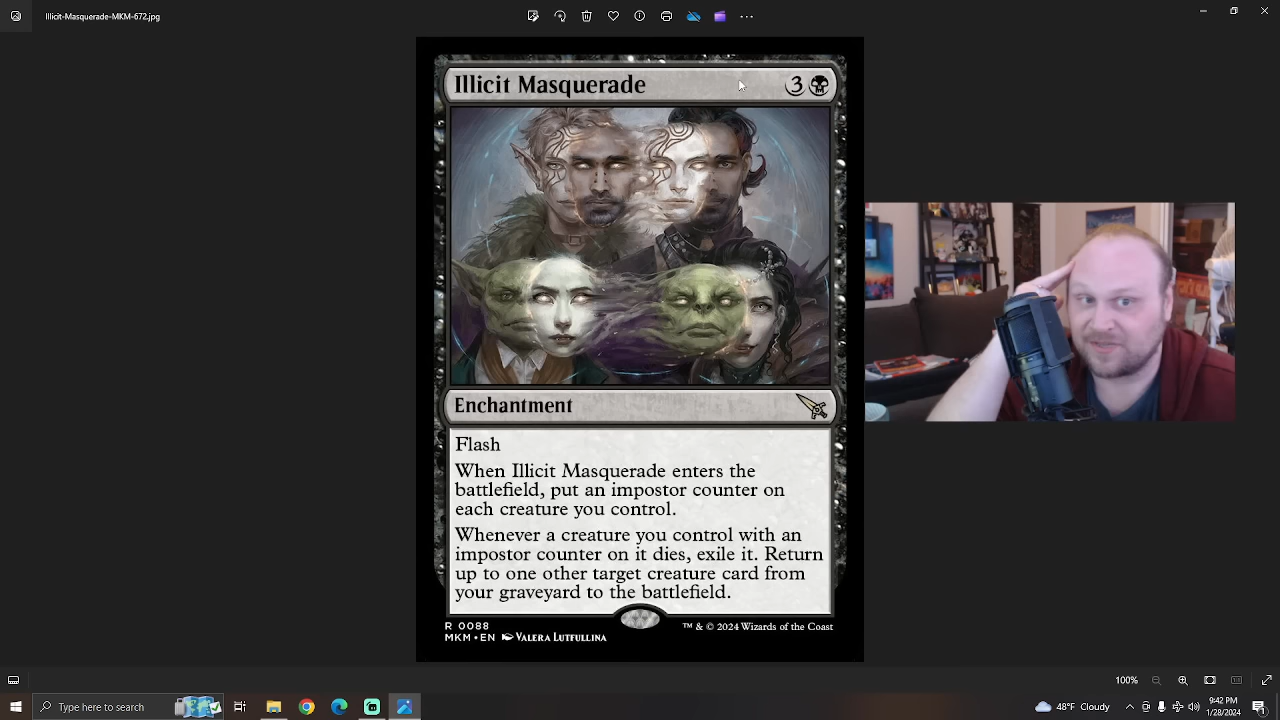 Illicit-Masquerade-MKM-672.jpg
Illicit Masquerade 3
Enchantment
Flash
When Illicit Masquerade enters the
battlefield, put an impostor counter on
each creature you control.
Whenever a creature you control with an
impostor counter on it dies, exile it. Return
up to one other target creature card from
your graveyard to the battlefield.
R 0088
MKM • EN VALERA LUTFULLINA
™ & © 2024 Wizards of the Coast
100%
Type here to search
48°F Cloudy
9:42 PM
1/28/2024